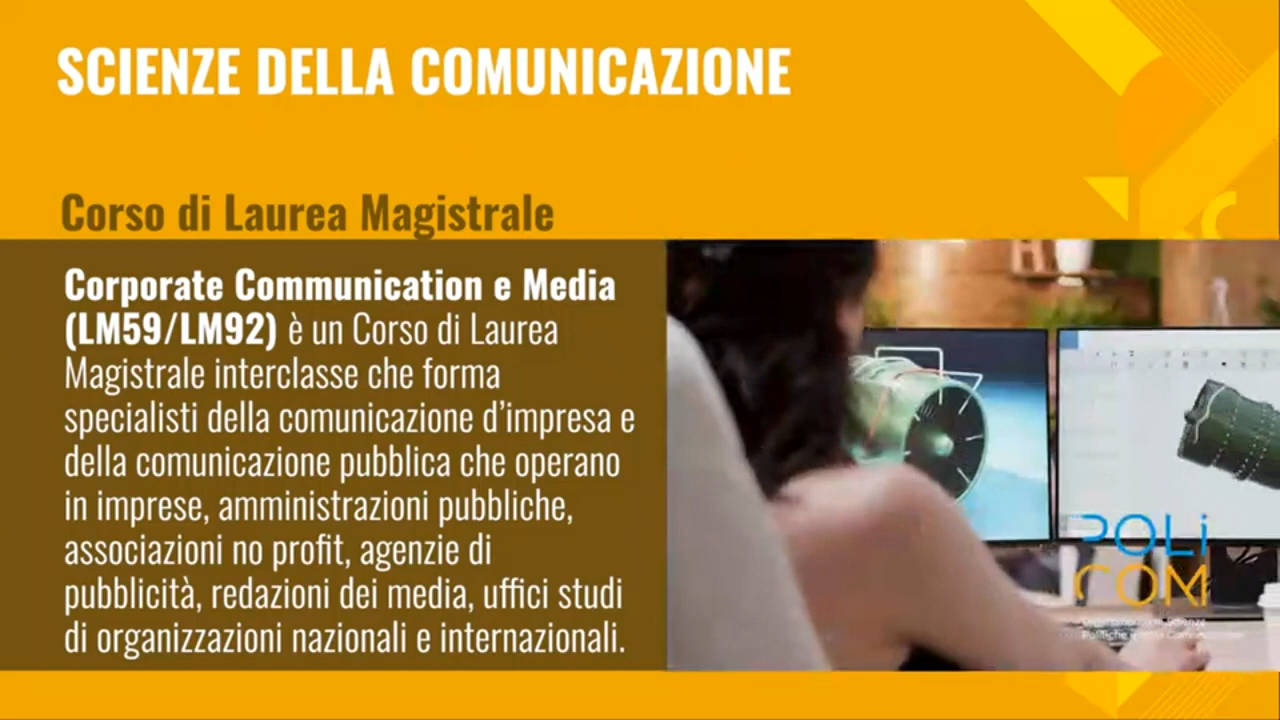 SCIENZE DELLA COMUNICAZIONE
Corso di Laurea Magistrale
Corporate Communication e Media
(LM59/LM92) è un Corso di Laurea
Magistrale interclasse che forma
specialisti della comunicazione d’impresa e
della comunicazione pubblica che operano
in imprese, amministrazioni pubbliche,
associazioni no profit, agenzie di
pubblicità, redazioni dei media, uffici studi
di organizzazioni nazionali e internazionali.
POLI
COM
Scienze
Politiche